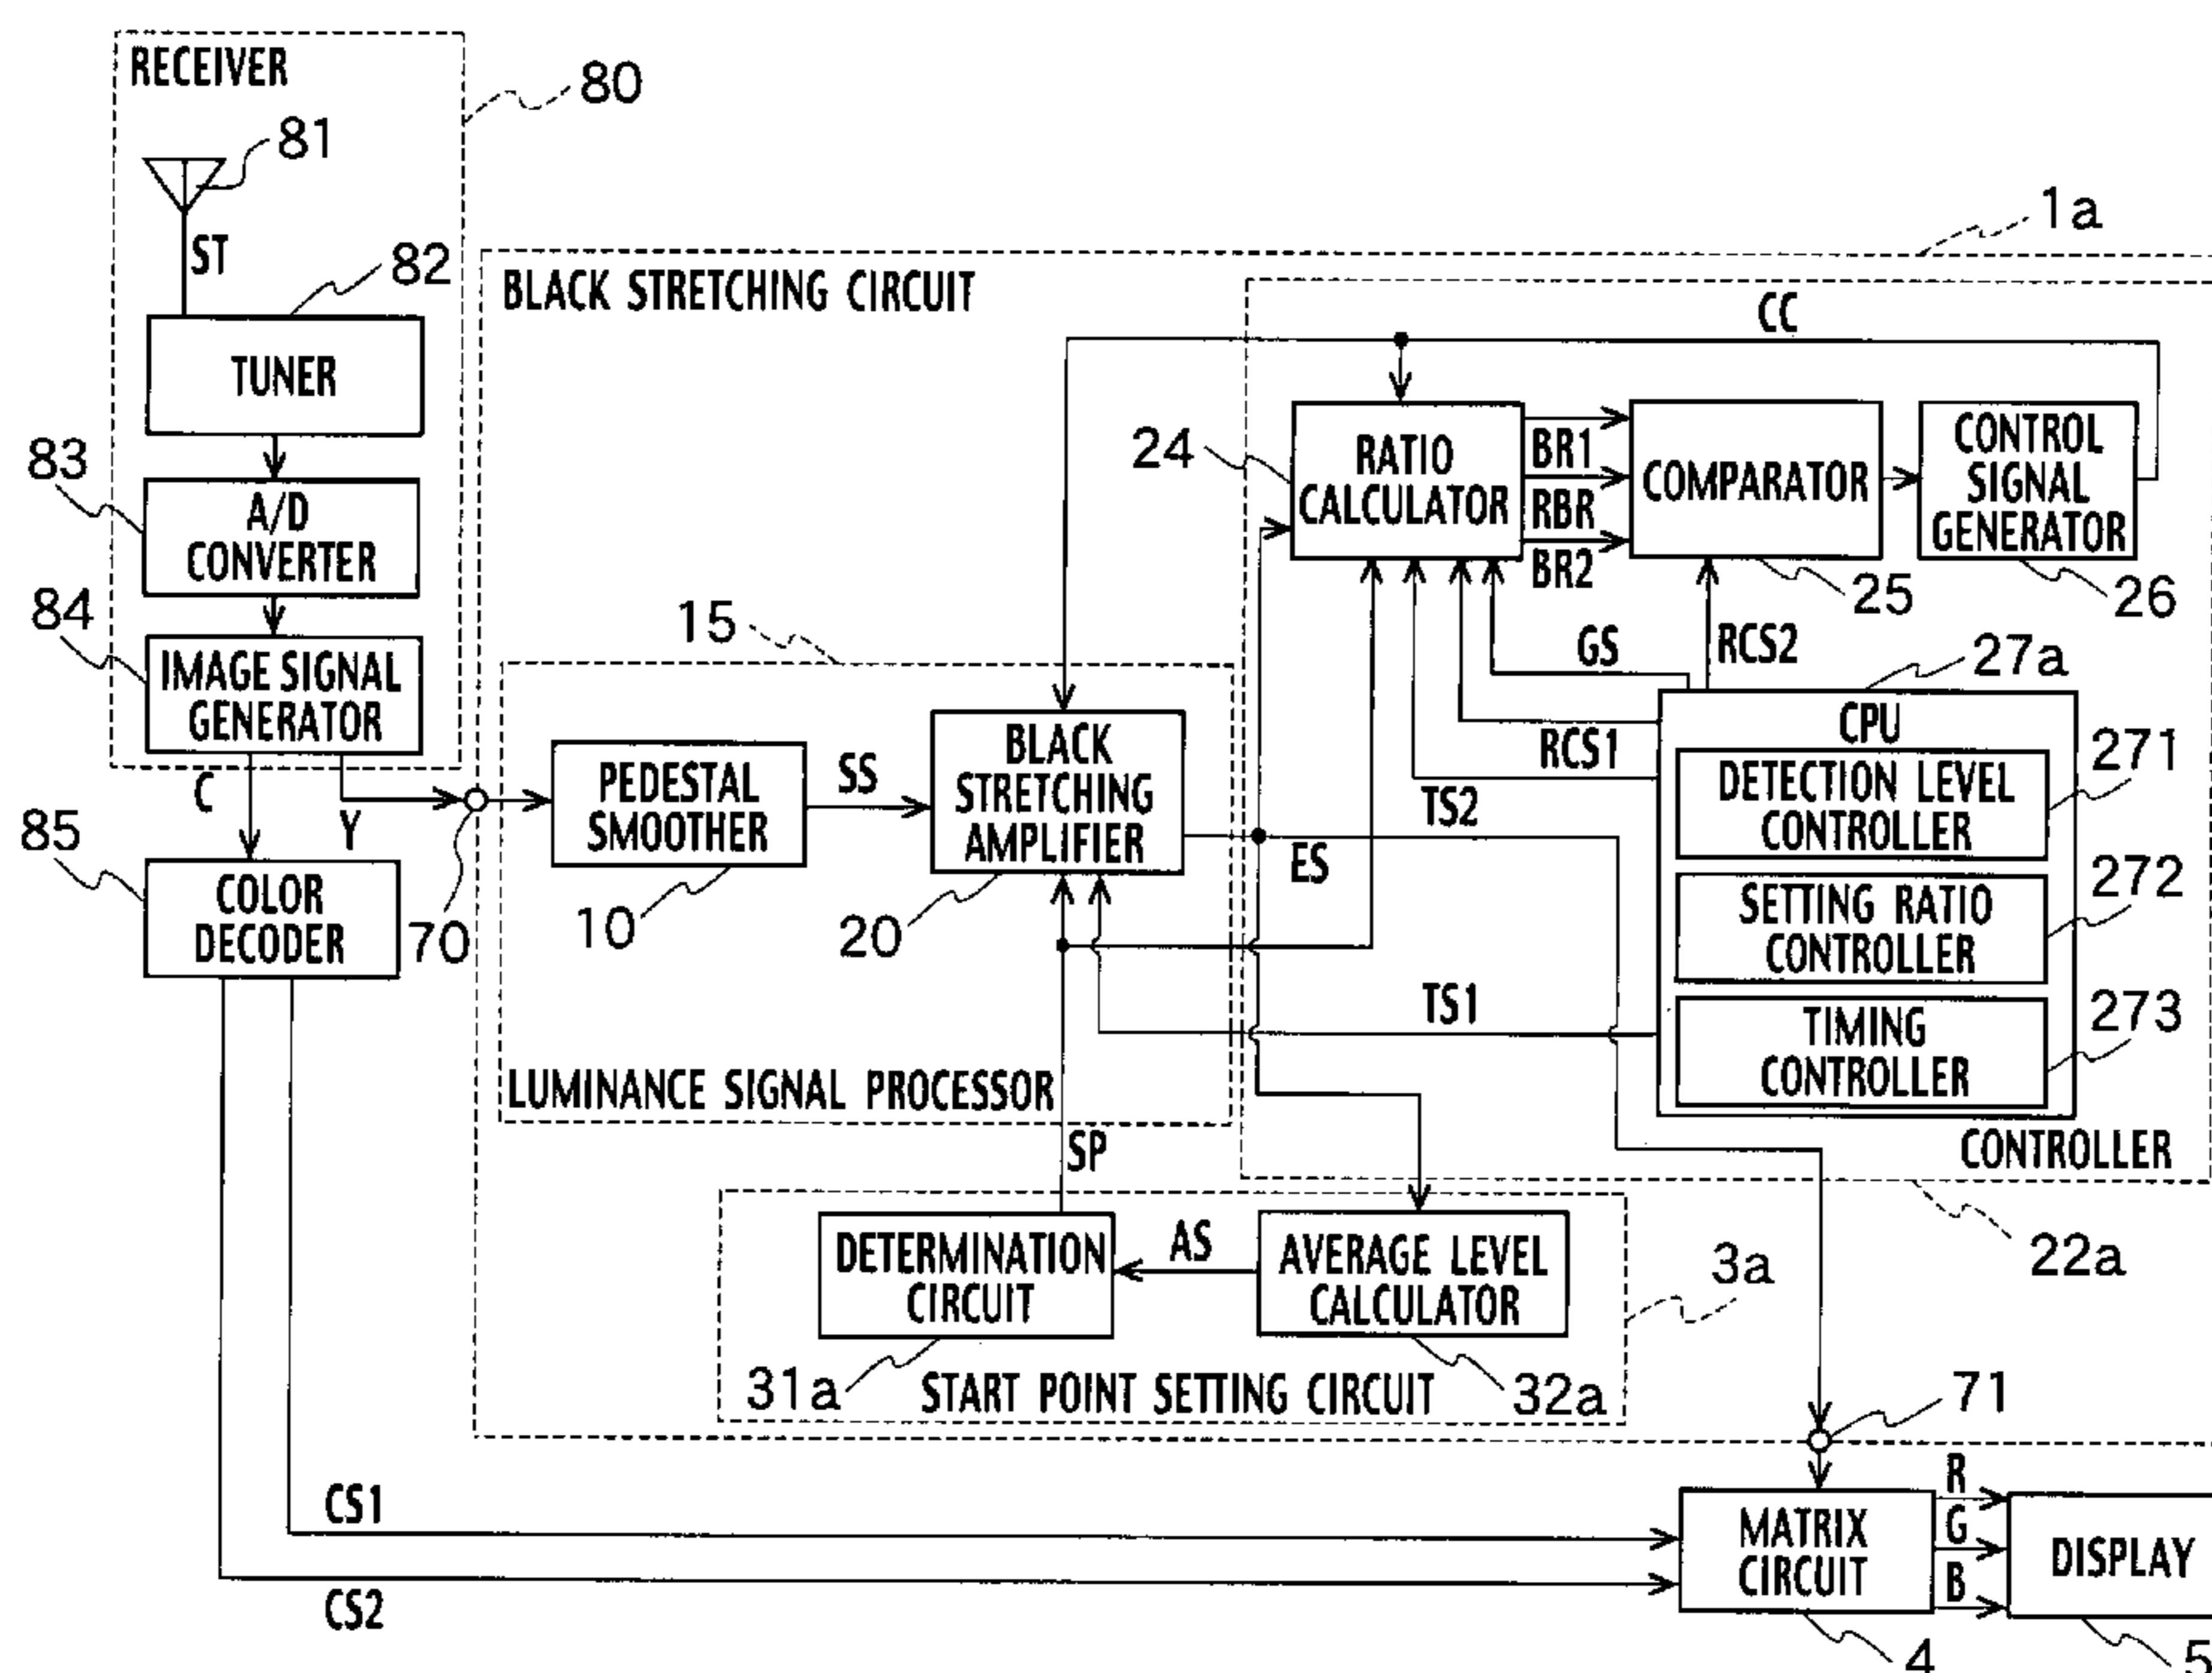 RECEIVER
80
81
ST
82
TUNER
83
A/D
CONVERTER
84
IMAGE SIGNAL
GENERATOR
C
Y
85
COLOR
DECODER
70
1a
BLACK STRETCHING CIRCUIT
CC
24
RATIO
CALCULATOR
BR1
RBR
BR2
COMPARATOR
25
CONTROL
SIGNAL
GENERATOR
26
15
GS
RCS2
27a
RCS1
TS2
CPU
DETECTION LEVEL
CONTROLLER
271
SETTING RATIO
CONTROLLER
272
TIMING
CONTROLLER
273
PEDESTAL
SMOOTHER
10
SS
BLACK
STRETCHING
AMPLIFIER
20
ES
TS1
LUMINANCE SIGNAL PROCESSOR
SP
CONTROLLER
22a
DETERMINATION
CIRCUIT
31a
AS
AVERAGE LEVEL
CALCULATOR
32a
3a
START POINT SETTING CIRCUIT
71
CS1
CS2
MATRIX
CIRCUIT
4
R
G
B
DISPLAY
5